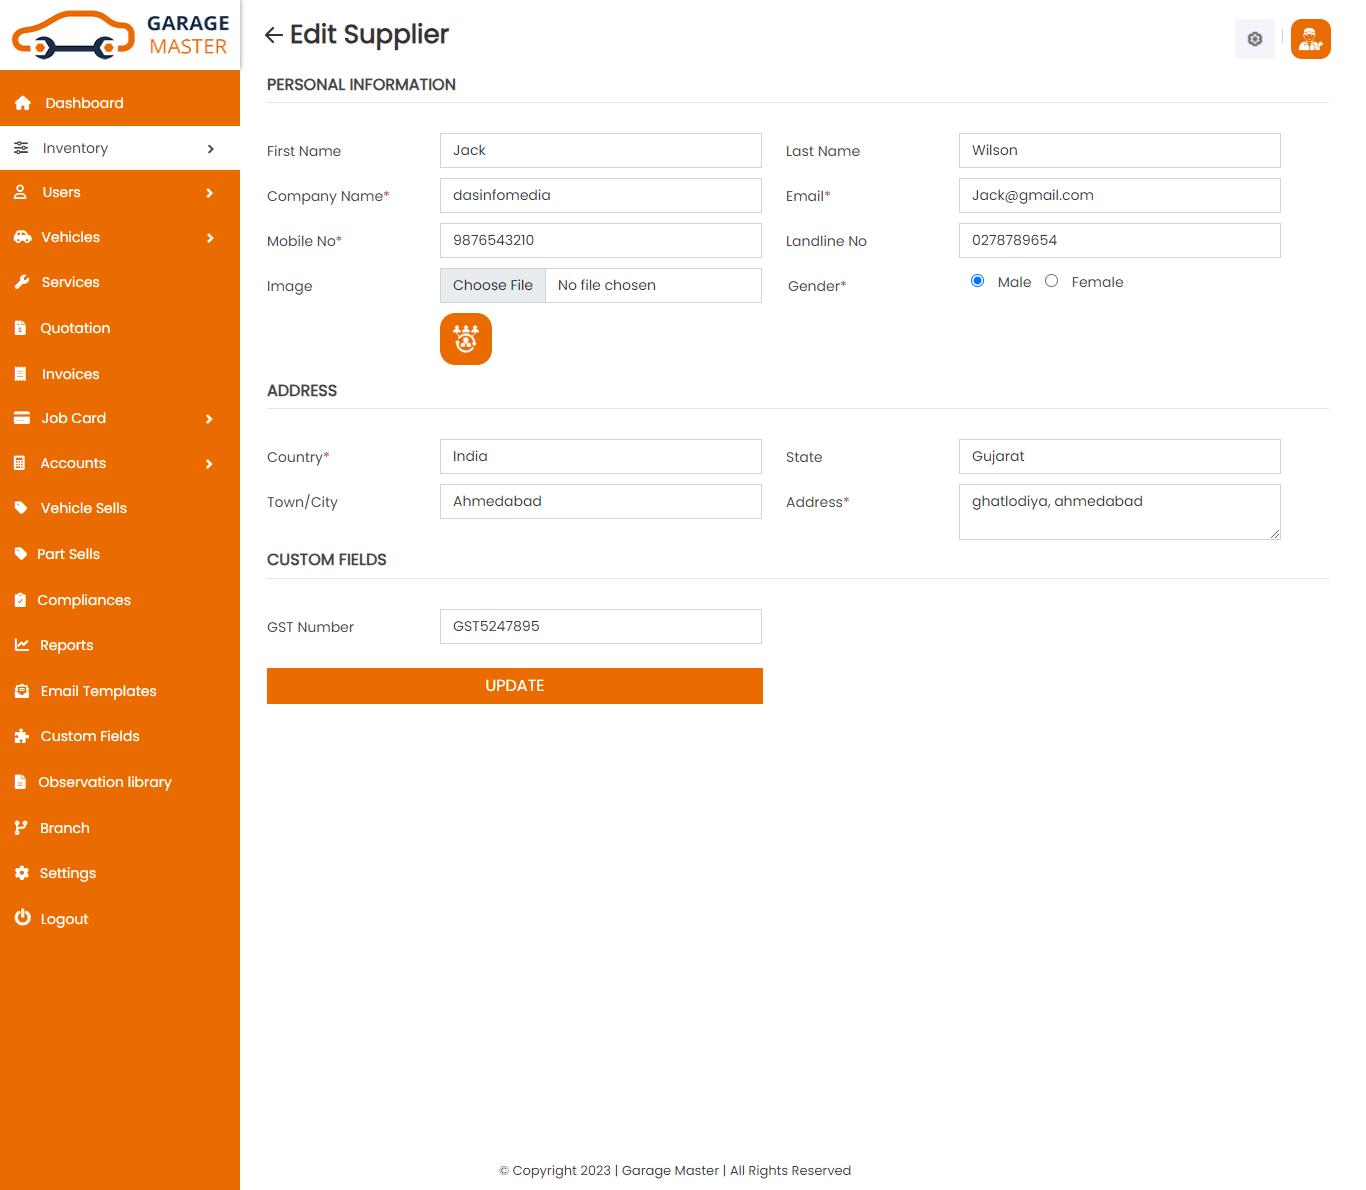 GARAGE
MASTER
Edit Supplier
PERSONAL INFORMATION
Dashboard
Inventory
Users
Vehicles
Services
Quotation
Invoices
Job Card
Accounts
Vehicle Sells
Part Sells
Compliances
Reports
Email Templates
Custom Fields
Observation library
Branch
Settings
Logout
First Name Jack Last Name Wilson
Company Name* dasinfomedia Email* Jack@gmail.com
Mobile No* 9876543210 Landline No 0278789654
Image Choose File No file chosen Gender* Male Female
ADDRESS
Country* India State Gujarat
Town/City Ahmedabad Address* ghatlodiya, ahmedabad
CUSTOM FIELDS
GST Number GST5247895
UPDATE
© Copyright 2023 | Garage Master | All Rights Reserved